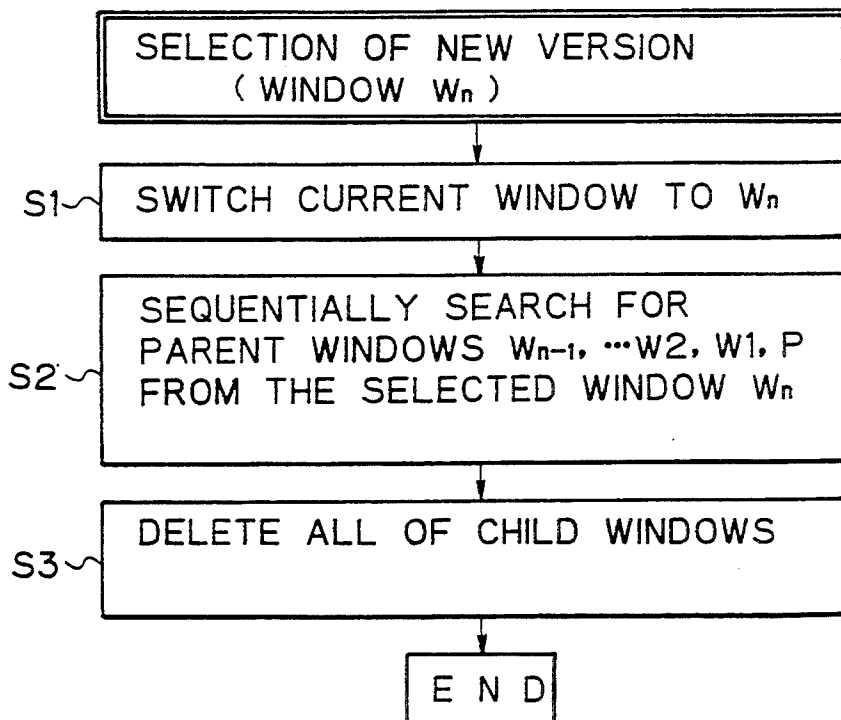 SELECTION OF NEW VERSION
( WINDOW Wn )
S1
SWITCH CURRENT WINDOW TO Wn
SEQUENTIALLY SEARCH FOR
PARENT WINDOWS Wn-1, ···W2, W1, P
S2
FROM THE SELECTED WINDOW Wn
DELETE ALL OF CHILD WINDOWS
S3
END